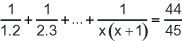 1/1.2 + 1/2.3 + ... + 1/x(x+1) = 44/45